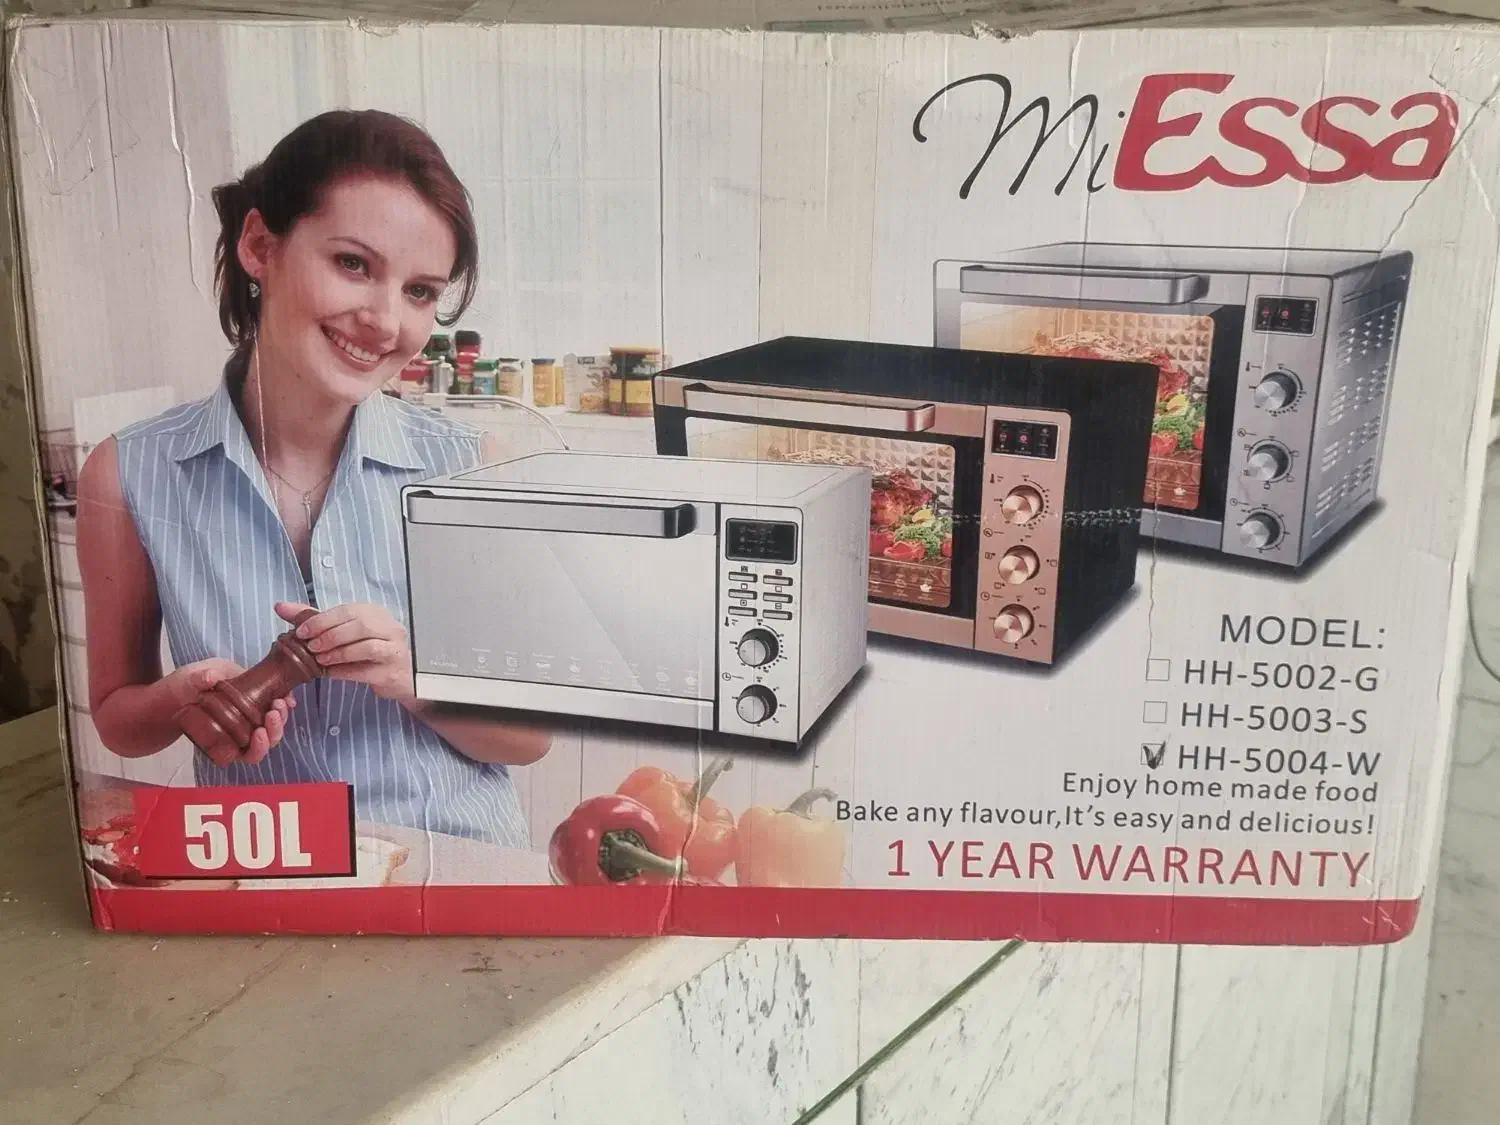 miEssa
MODEL:
HH-5002-G
HH-5003-S
HH-5004-W
Enjoy home made food
Bake any flavour,It's easy and delicious!
1 YEAR WARRANTY
50L